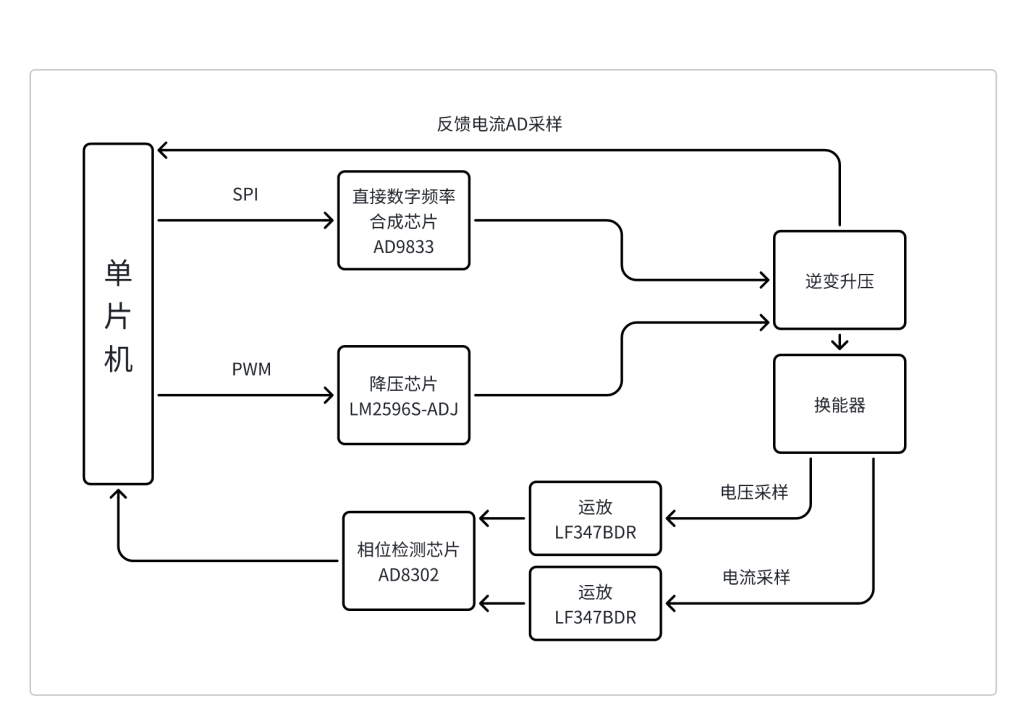 反馈电流AD采样
SPI
直接数字频率
合成芯片
AD9833
单
片
机
逆变升压
PWM
降压芯片
LM2596S-ADJ
换能器
电压采样
运放
LF347BDR
相位检测芯片
AD8302
电流采样
运放
LF347BDR